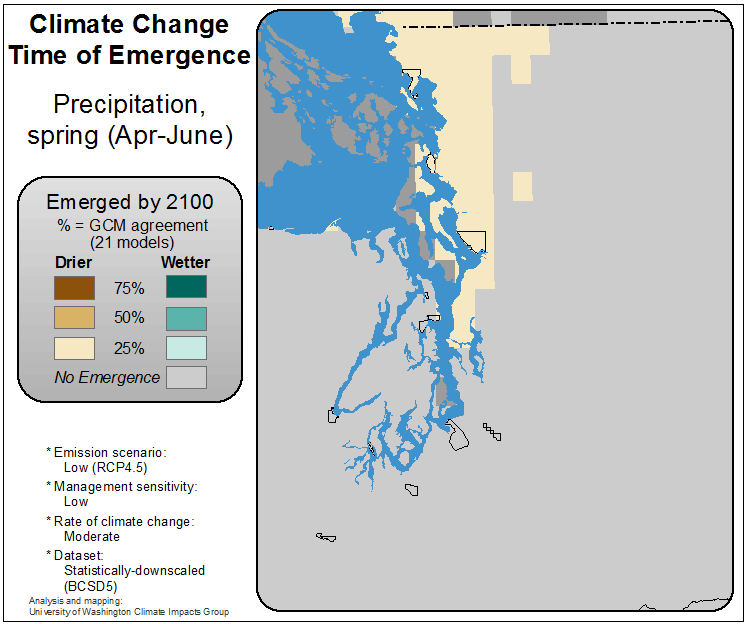 Climate Change
Time of Emergence
Precipitation,
spring (Apr-June)
Emerged by 2100
% = GCM agreement
(21 models)
Drier Wetter
75%
50%
25%
No Emergence
* Emission scenario:
Low (RCP4.5)
* Management sensitivity:
Low
* Rate of climate change:
Moderate
* Dataset:
Statistically-downscaled
(BCSD5)
Analysis and mapping:
University of Washington Climate Impacts Group